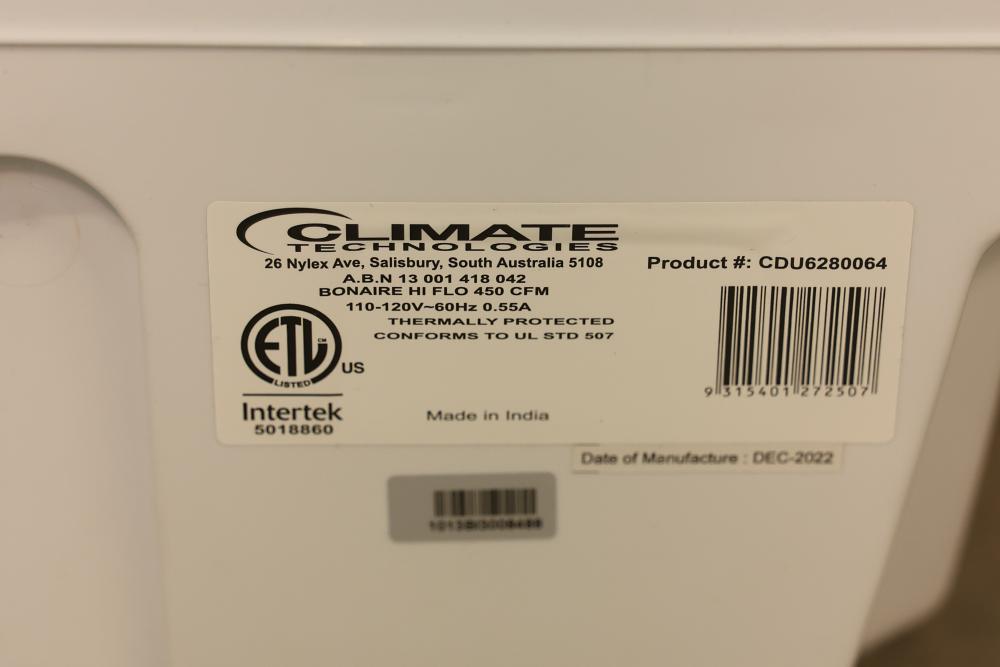 CLIMATE
TECHNOLOGIES
26 Nylex Ave, Salisbury, South Australia 5108
A.B.N 13 001 418 042
BONAIRE HI FLO 450 CFM
110-120V~60Hz 0.55A
THERMALLY PROTECTED
CONFORMS TO UL STD 507
Product #: CDU6280064
9 315401 272507
ETL CM
LISTED
US
Intertek
5018860
Made in India
Date of Manufacture : DEC-2022